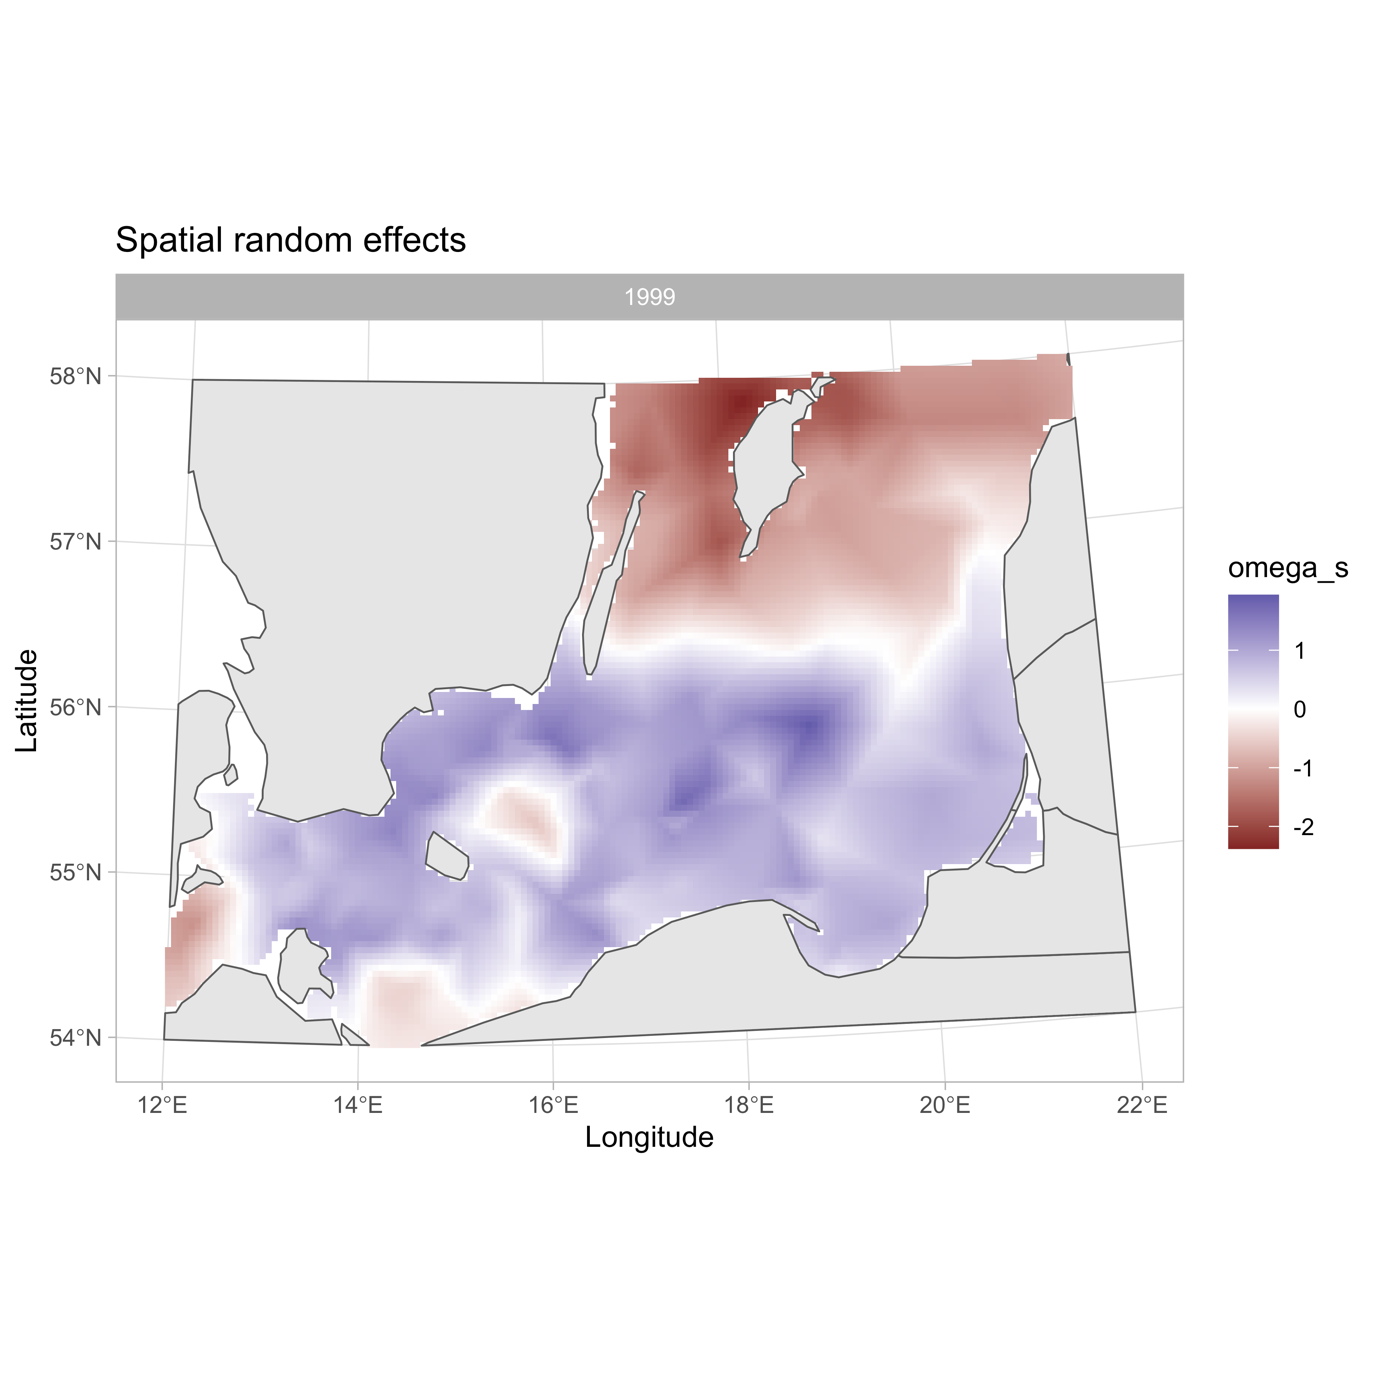 Spatial random effects
1999
58°N
57°N
56°N
55°N
54°N
Latitude
12°E
14°E
16°E
18°E
20°E
22°E
Longitude
omega_s
1
0
-1
-2